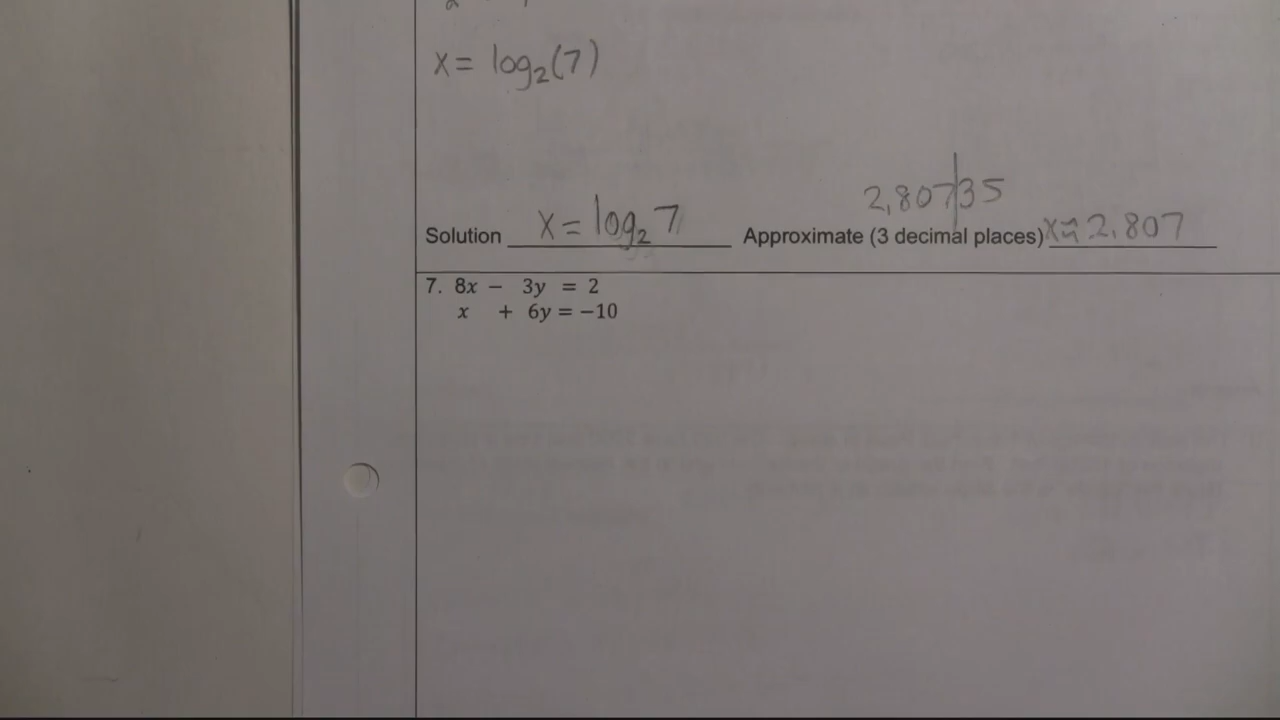 x = log₂(7)
2,807|35
Solution x = log₂ 7 Approximate (3 decimal places) x ≈ 2.807
7. 8x − 3y = 2
x + 6y = −10